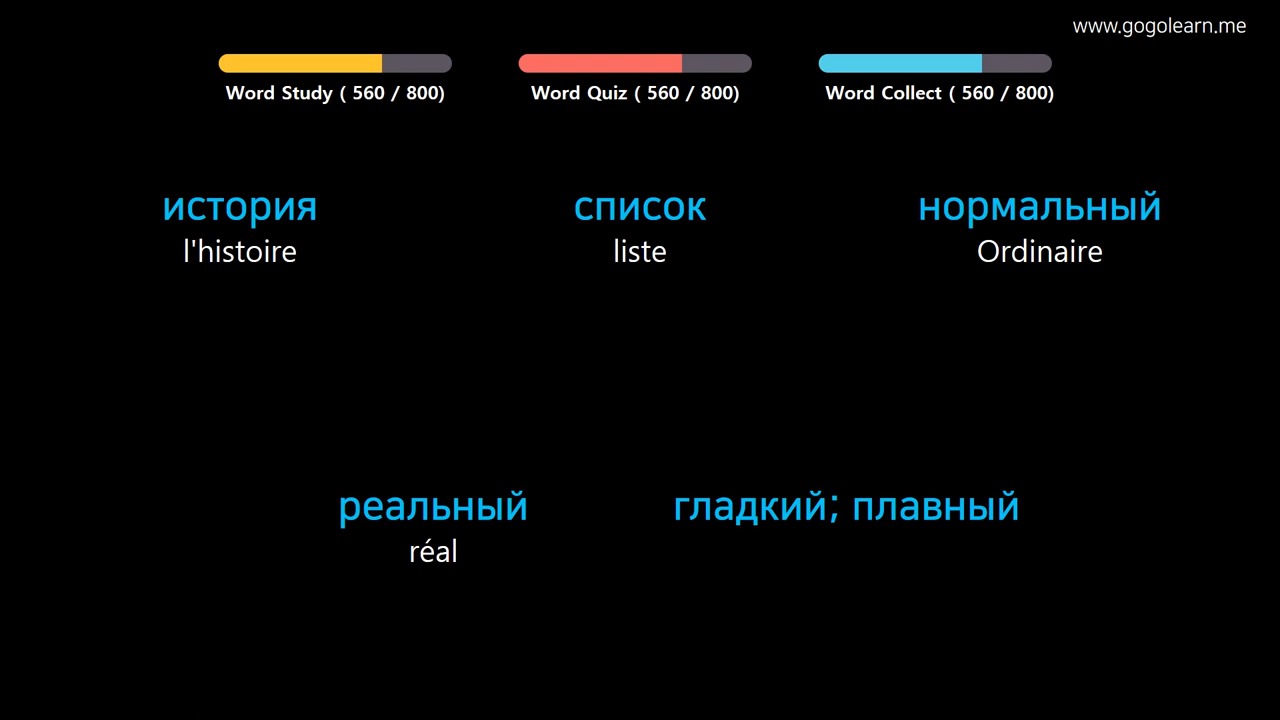 www.gogolearn.me
Word Study ( 560 / 800)
Word Quiz ( 560 / 800)
Word Collect ( 560 / 800)
история
l'histoire
список
liste
нормальный
Ordinaire
реальный
réal
гладкий; плавный